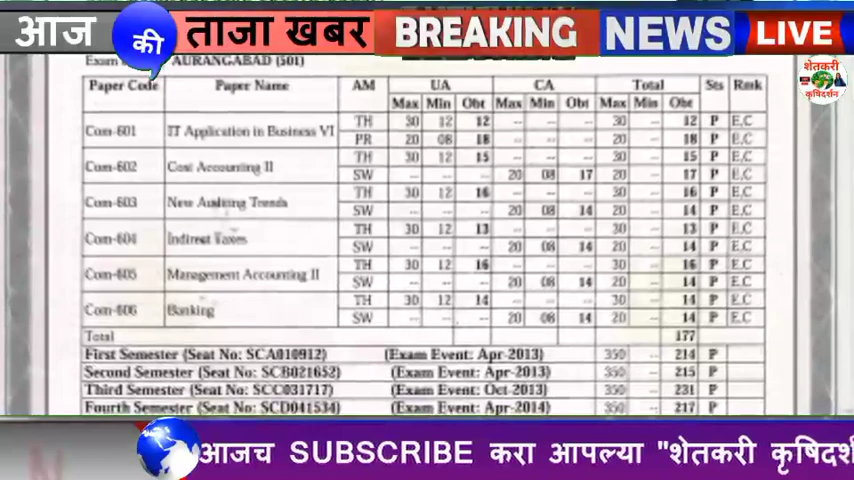 आज की ताजा खबर BREAKING NEWS LIVE
शेतकरी
कृषिदर्शन
Exam AURANGABAD (501)
Paper Code Paper Name AM UA CA Total Sts Rmk
Max Min Obt Max Min Obt Max Min Obt
Com-601 IT Application in Business VI TH 30 12 12 -- -- -- 30 -- 12 P E,C
PR 20 08 18 -- -- -- 20 -- 18 P E,C
Com-602 Cost Accounting II TH 30 12 15 -- -- -- 30 -- 15 P E,C
SW -- -- -- 20 08 17 20 -- 17 P E,C
Com-603 New Auditing Trends TH 30 12 16 -- -- -- 30 -- 16 P E,C
SW -- -- -- 20 08 14 20 -- 14 P E,C
Com-604 Indirect Taxes TH 30 12 13 -- -- -- 30 -- 13 P E,C
SW -- -- -- 20 08 14 20 -- 14 P E,C
Com-605 Management Accounting II TH 30 12 16 -- -- -- 30 -- 16 P E,C
SW -- -- -- 20 08 14 20 -- 14 P E,C
Com-606 Banking TH 30 12 14 -- -- -- 30 -- 14 P E,C
SW -- -- -- 20 08 14 20 -- 14 P E,C
Total 177
First Semester (Seat No: SCA010912) (Exam Event: Apr-2013) 350 -- 214 P
Second Semester (Seat No: SCB021652) (Exam Event: Apr-2013) 350 -- 215 P
Third Semester (Seat No: SCC031717) (Exam Event: Oct-2013) 350 -- 231 P
Fourth Semester (Seat No: SCD041534) (Exam Event: Apr-2014) 350 -- 217 P
आजच SUBSCRIBE करा आपल्या "शेतकरी कृषिदर्श